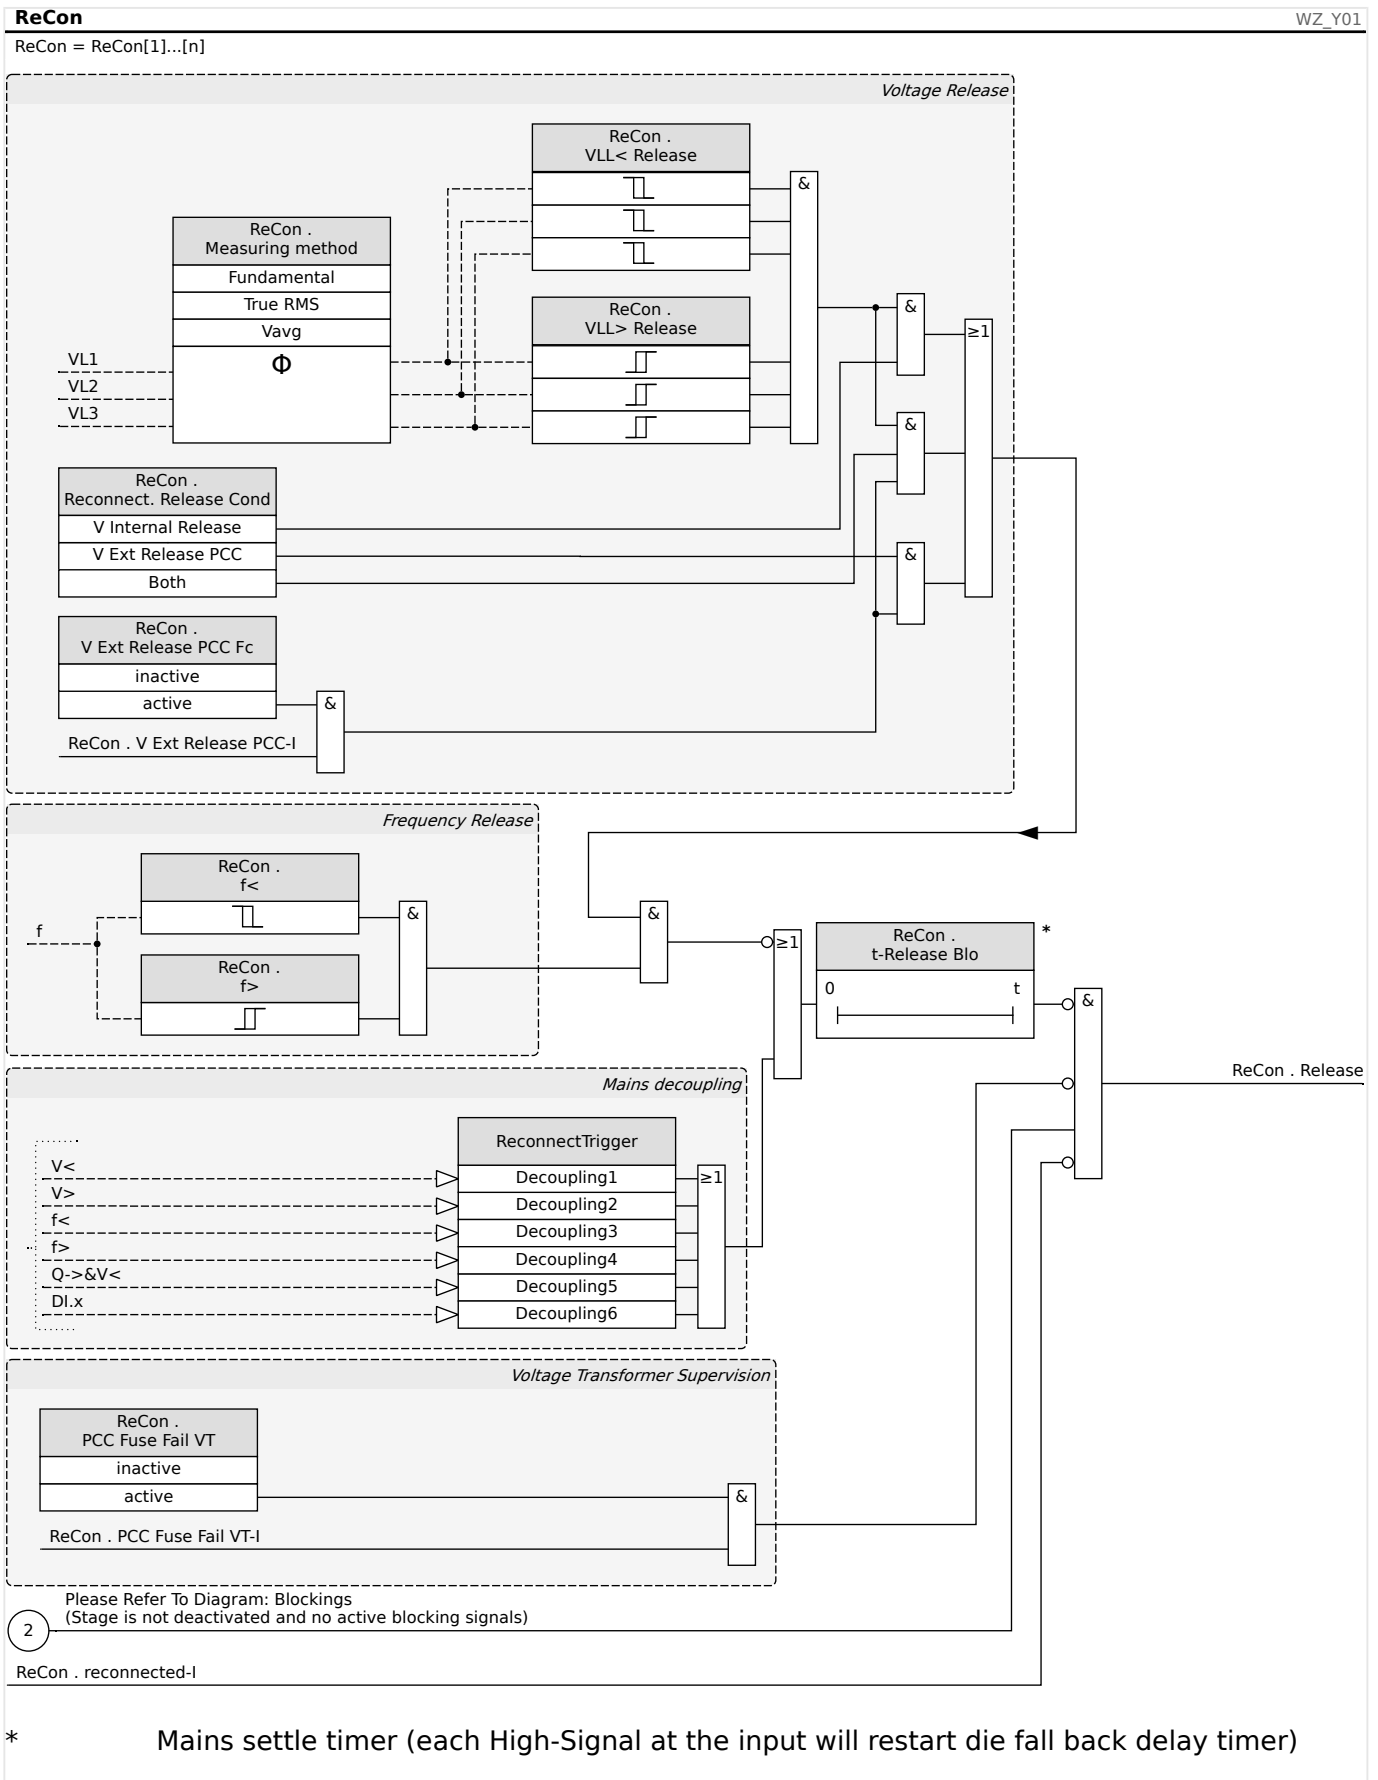 ReCon
WZ_Y01
ReCon = ReCon[1]...[n]
Voltage Release
ReCon .
VLL< Release
&
ReCon .
Measuring method
Fundamental
True RMS
Vavg
Φ
VL1
VL2
VL3
ReCon .
VLL> Release
&
≥1
&
ReCon .
Reconnect. Release Cond
V Internal Release
V Ext Release PCC
Both
&
ReCon .
V Ext Release PCC Fc
inactive
active
&
ReCon . V Ext Release PCC-I
Frequency Release
ReCon .
f<
f
ReCon .
f>
&
&
≥1
ReCon .
t-Release Blo
*
0
t
&
ReCon . Release
Mains decoupling
ReconnectTrigger
V<
Decoupling1
V>
Decoupling2
f<
Decoupling3
f>
Decoupling4
Q->&V<
Decoupling5
DI.x
Decoupling6
≥1
Voltage Transformer Supervision
ReCon .
PCC Fuse Fail VT
inactive
active
&
ReCon . PCC Fuse Fail VT-I
Please Refer To Diagram: Blockings
(Stage is not deactivated and no active blocking signals)
2
ReCon . reconnected-I
* Mains settle timer (each High-Signal at the input will restart die fall back delay timer)